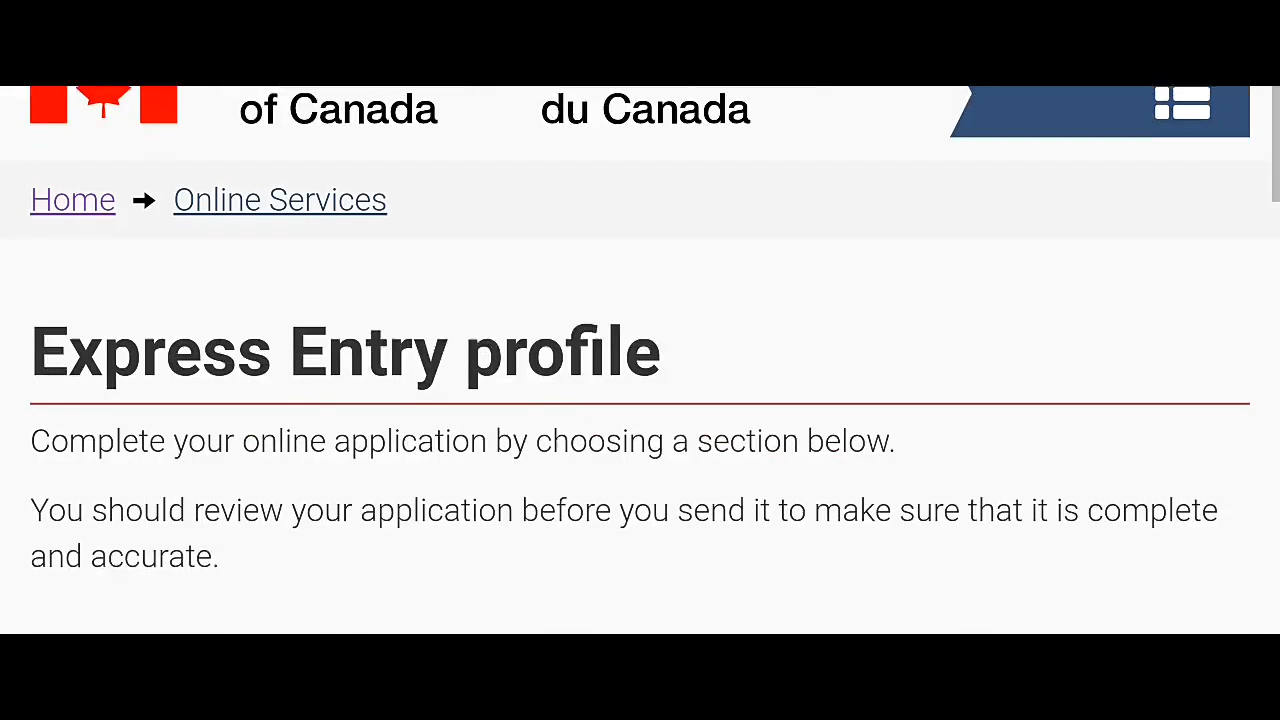 of Canada du Canada
Home ➔ Online Services
Express Entry profile
Complete your online application by choosing a section below.
You should review your application before you send it to make sure that it is complete
and accurate.